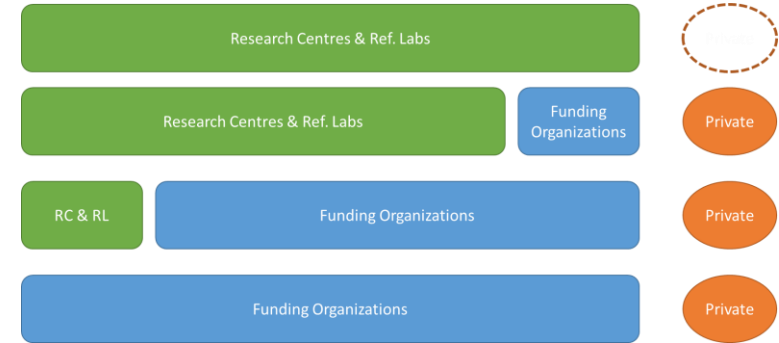 Research Centres & Ref. Labs
Research Centres & Ref. Labs
Funding
Organizations
Private
RC & RL
Funding Organizations
Private
Funding Organizations
Private